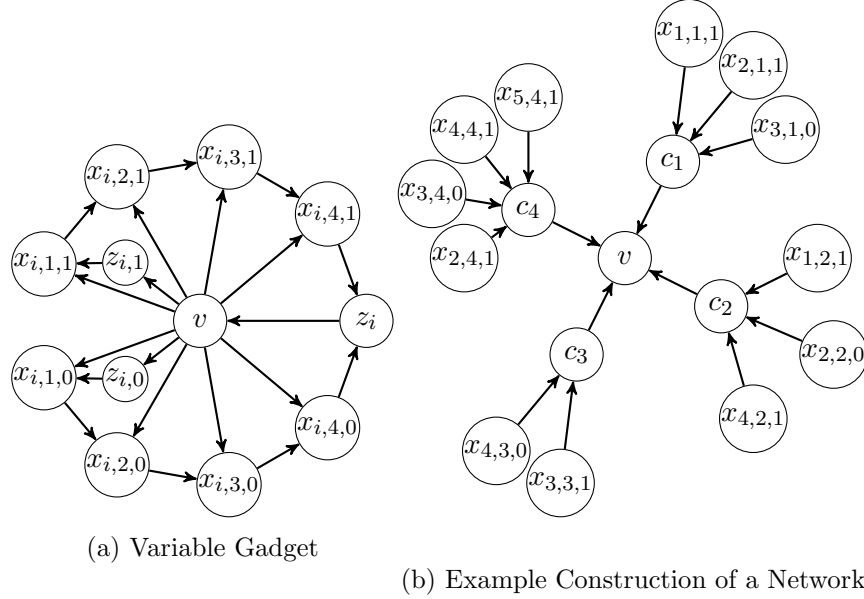 x_{i,3,1}
x_{i,2,1}
x_{i,4,1}
x_{i,1,1}
z_{i,1}
v
z_i
x_{i,1,0}
z_{i,0}
x_{i,4,0}
x_{i,2,0}
x_{i,3,0}
(a) Variable Gadget
x_{1,1,1}
x_{2,1,1}
x_{3,1,0}
c_1
x_{5,4,1}
x_{4,4,1}
x_{3,4,0}
x_{2,4,1}
c_4
v
x_{1,2,1}
c_2
x_{2,2,0}
x_{4,2,1}
c_3
x_{4,3,0}
x_{3,3,1}
(b) Example Construction of a Network